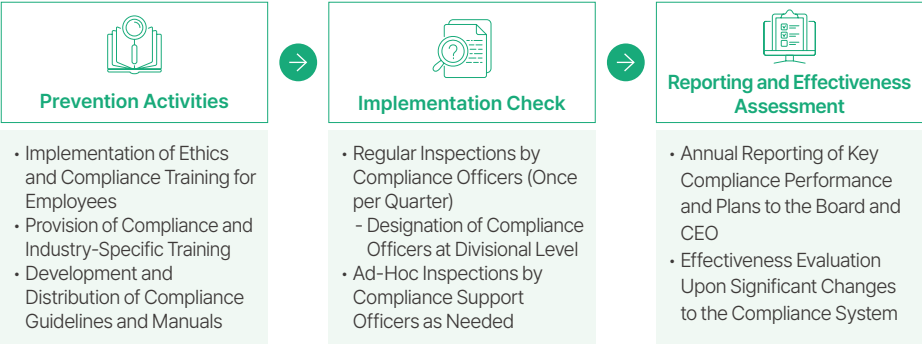 Prevention Activities
• Implementation of Ethics
and Compliance Training for
Employees
• Provision of Compliance and
Industry-Specific Training
• Development and
Distribution of Compliance
Guidelines and Manuals
Implementation Check
• Regular Inspections by
Compliance Officers (Once
per Quarter)
- Designation of Compliance
Officers at Divisional Level
• Ad-Hoc Inspections by
Compliance Support
Officers as Needed
Reporting and Effectiveness
Assessment
• Annual Reporting of Key
Compliance Performance
and Plans to the Board and
CEO
• Effectiveness Evaluation
Upon Significant Changes
to the Compliance System